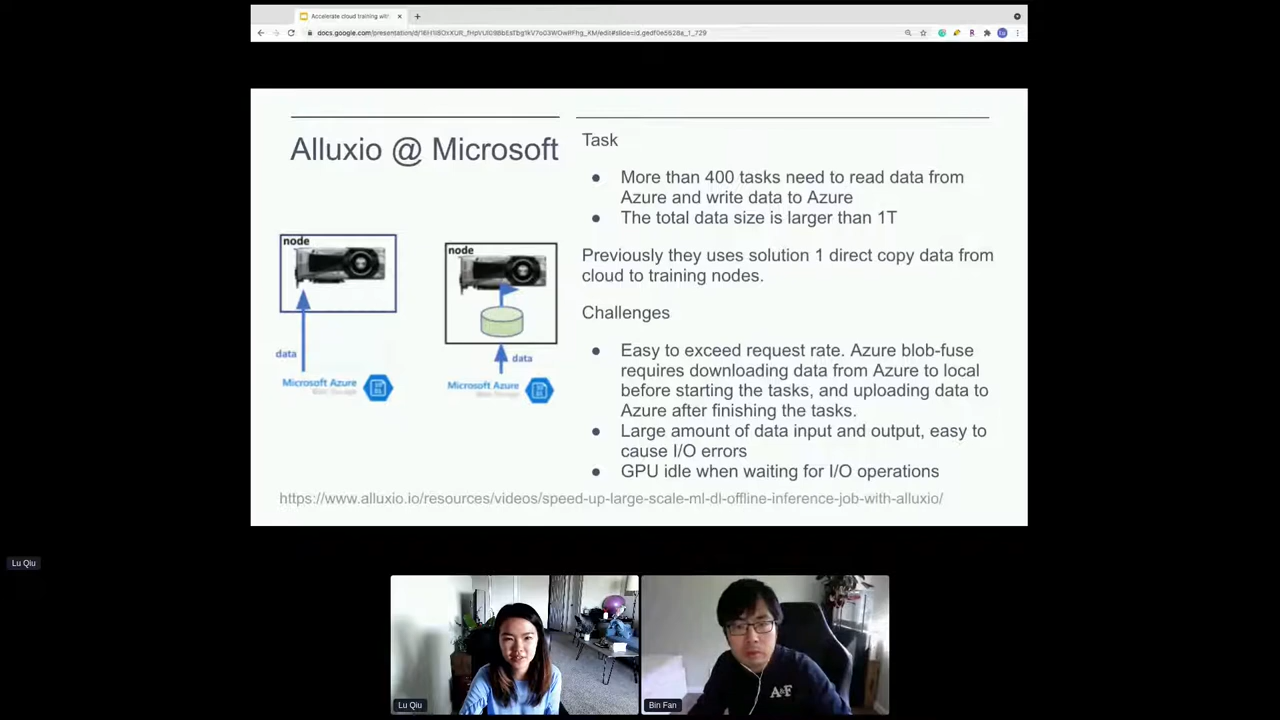 Accelerate cloud training with
Alluxio @ Microsoft
node
data
Microsoft Azure
node
data
Microsoft Azure
Task
● More than 400 tasks need to read data from
Azure and write data to Azure
● The total data size is larger than 1T
Previously they uses solution 1 direct copy data from
cloud to training nodes.
Challenges
● Easy to exceed request rate. Azure blob-fuse
requires downloading data from Azure to local
before starting the tasks, and uploading data to
Azure after finishing the tasks.
● Large amount of data input and output, easy to
cause I/O errors
● GPU idle when waiting for I/O operations
https://www.alluxio.io/resources/videos/speed-up-large-scale-ml-dl-offline-inference-job-with-alluxio/
Lu Qiu
Lu Qiu
Bin Fan
A&F